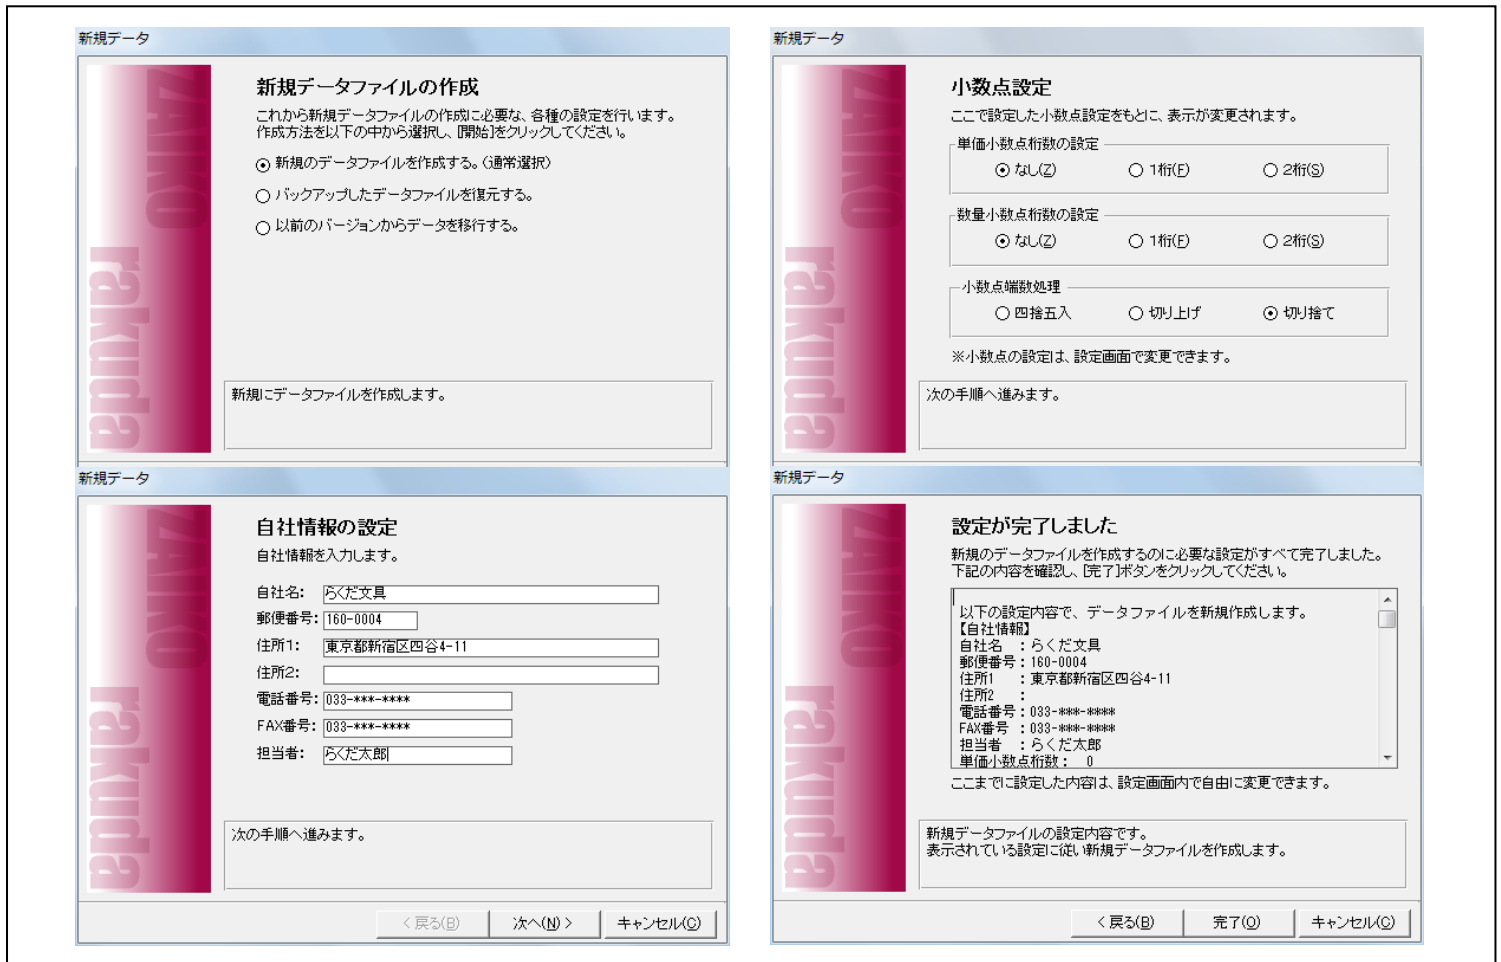 新規データ
ZAIKO
rakuda
新規データファイルの作成
これから新規データファイルの作成に必要な、各種の設定を行います。
作成方法を以下の中から選択し、[開始]をクリックしてください。
新規のデータファイルを作成する。(通常選択)
バックアップしたデータファイルを復元する。
以前のバージョンからデータを移行する。
新規にデータファイルを作成します。
新規データ
ZAIKO
rakuda
自社情報の設定
自社情報を入力します。
自社名: らくだ文具
郵便番号: 160-0004
住所1: 東京都新宿区四谷4-11
住所2:
電話番号: 033-***-****
FAX番号: 033-***-****
担当者: らくだ太郎
次の手順へ進みます。
< 戻る(B) 次へ(N) > キャンセル(C)
新規データ
ZAIKO
rakuda
小数点設定
ここで設定した小数点設定をもとに、表示が変更されます。
単価小数点桁数の設定
なし(Z) 1桁(F) 2桁(S)
数量小数点桁数の設定
なし(Z) 1桁(F) 2桁(S)
小数点端数処理
四捨五入 切り上げ 切り捨て
※小数点の設定は、設定画面で変更できます。
次の手順へ進みます。
新規データ
ZAIKO
rakuda
設定が完了しました
新規のデータファイルを作成するのに必要な設定がすべて完了しました。
下記の内容を確認し、[完了]ボタンをクリックしてください。
以下の設定内容で、データファイルを新規作成します。
【自社情報】
自社名 :らくだ文具
郵便番号:160-0004
住所1 :東京都新宿区四谷4-11
住所2 :
電話番号:033-***-****
FAX番号 :033-***-****
担当者 :らくだ太郎
単価小数点桁数: 0
ここまでに設定した内容は、設定画面内で自由に変更できます。
新規データファイルの設定内容です。
表示されている設定に従い新規データファイルを作成します。
< 戻る(B) 完了(O) キャンセル(C)